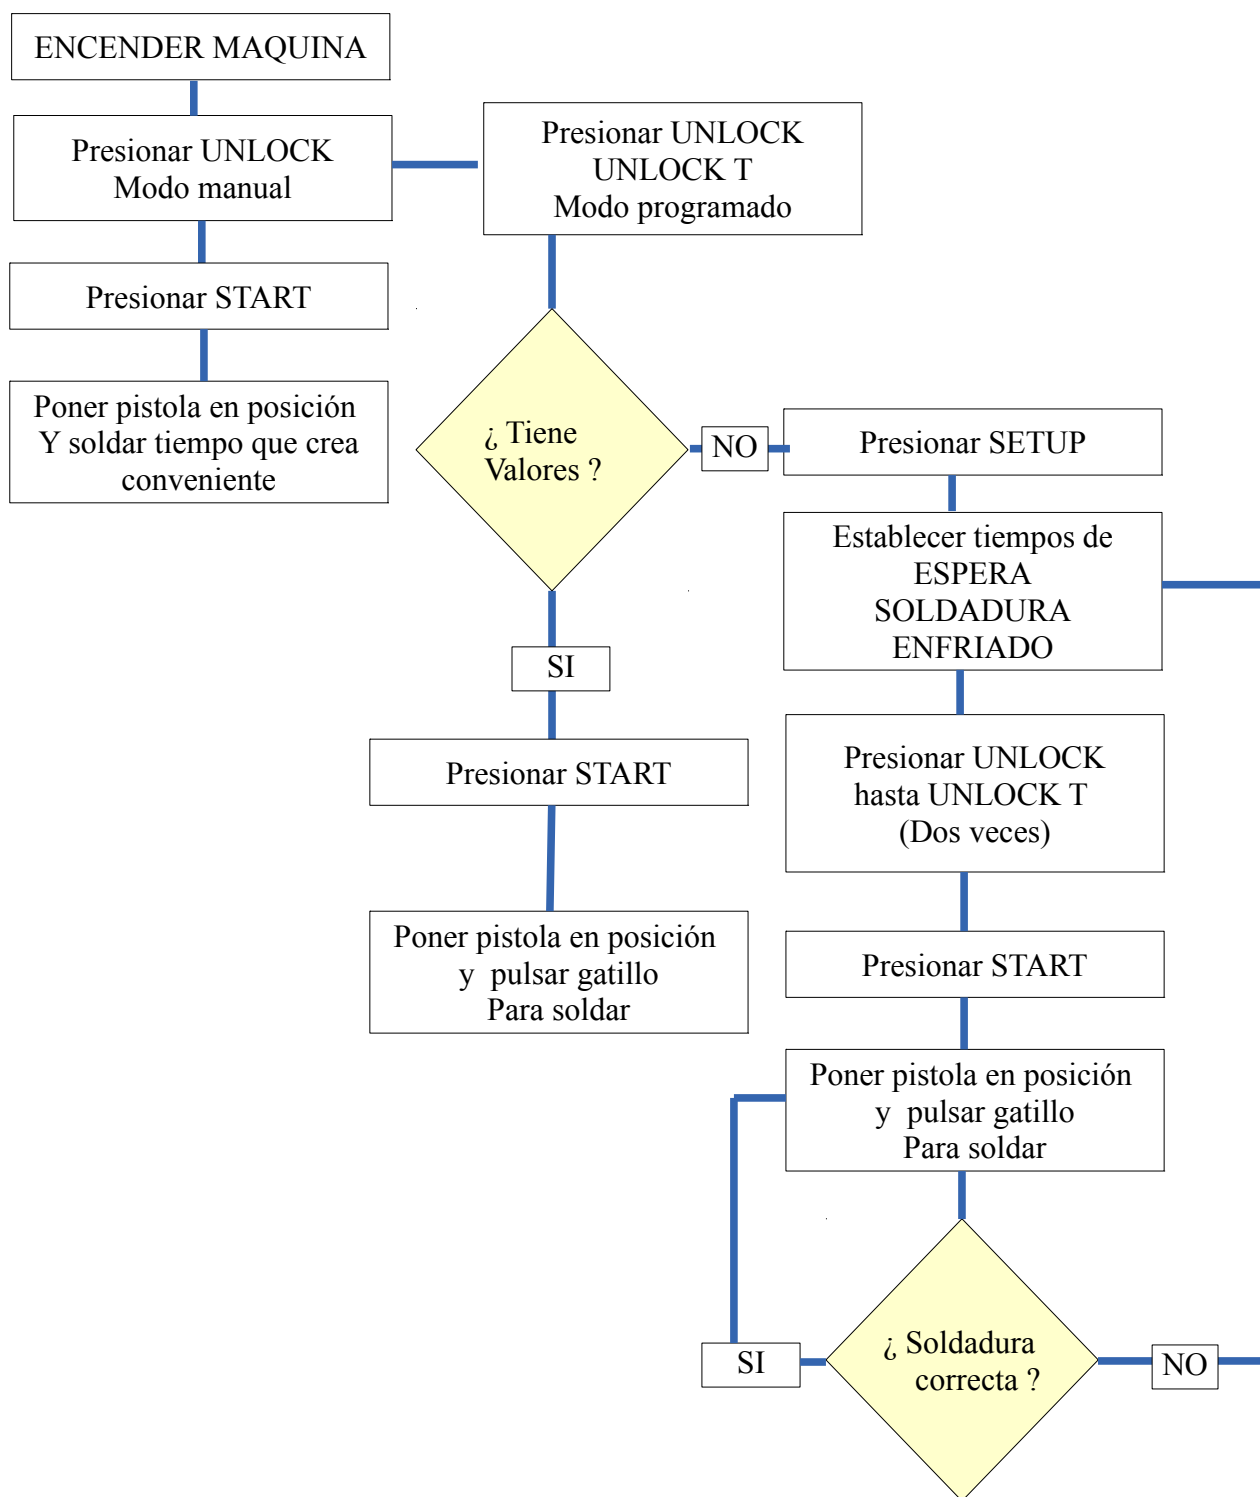 ENCENDER MAQUINA
Presionar UNLOCK
Modo manual
Presionar UNLOCK
UNLOCK T
Modo programado
Presionar START
Poner pistola en posición
Y soldar tiempo que crea
conveniente
¿ Tiene
Valores ?
NO
Presionar SETUP
Establecer tiempos de
ESPERA
SOLDADURA
ENFRIADO
SI
Presionar START
Presionar UNLOCK
hasta UNLOCK T
(Dos veces)
Poner pistola en posición
y pulsar gatillo
Para soldar
Presionar START
Poner pistola en posición
y pulsar gatillo
Para soldar
¿ Soldadura
correcta ?
SI
NO